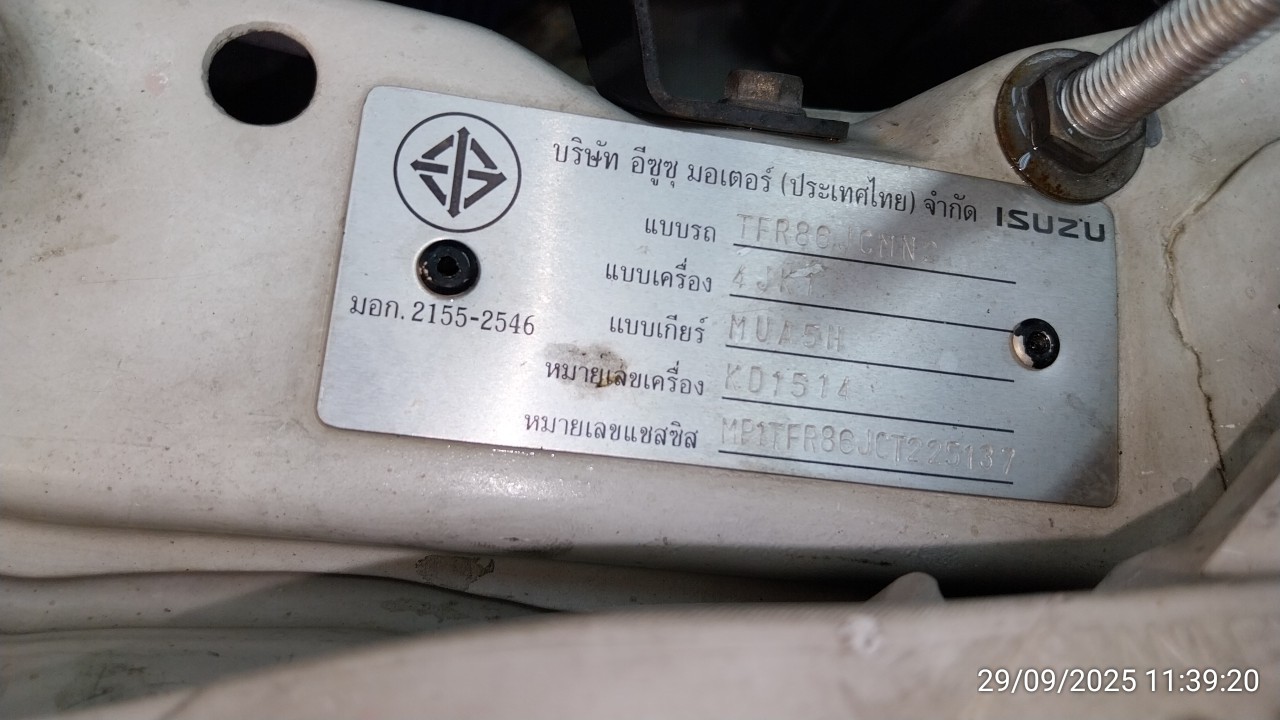 บริษัท อีซูซุ มอเตอร์ (ประเทศไทย) จำกัด ISUZU
แบบรถ
แบบเครื่อง 4JK1
แบบเกียร์ MUA5H
มอก. 2155-2546
หมายเลขเครื่อง KD1514
หมายเลขแชสซิส MP1TFR86JCT225137
29/09/2025 11:39:20